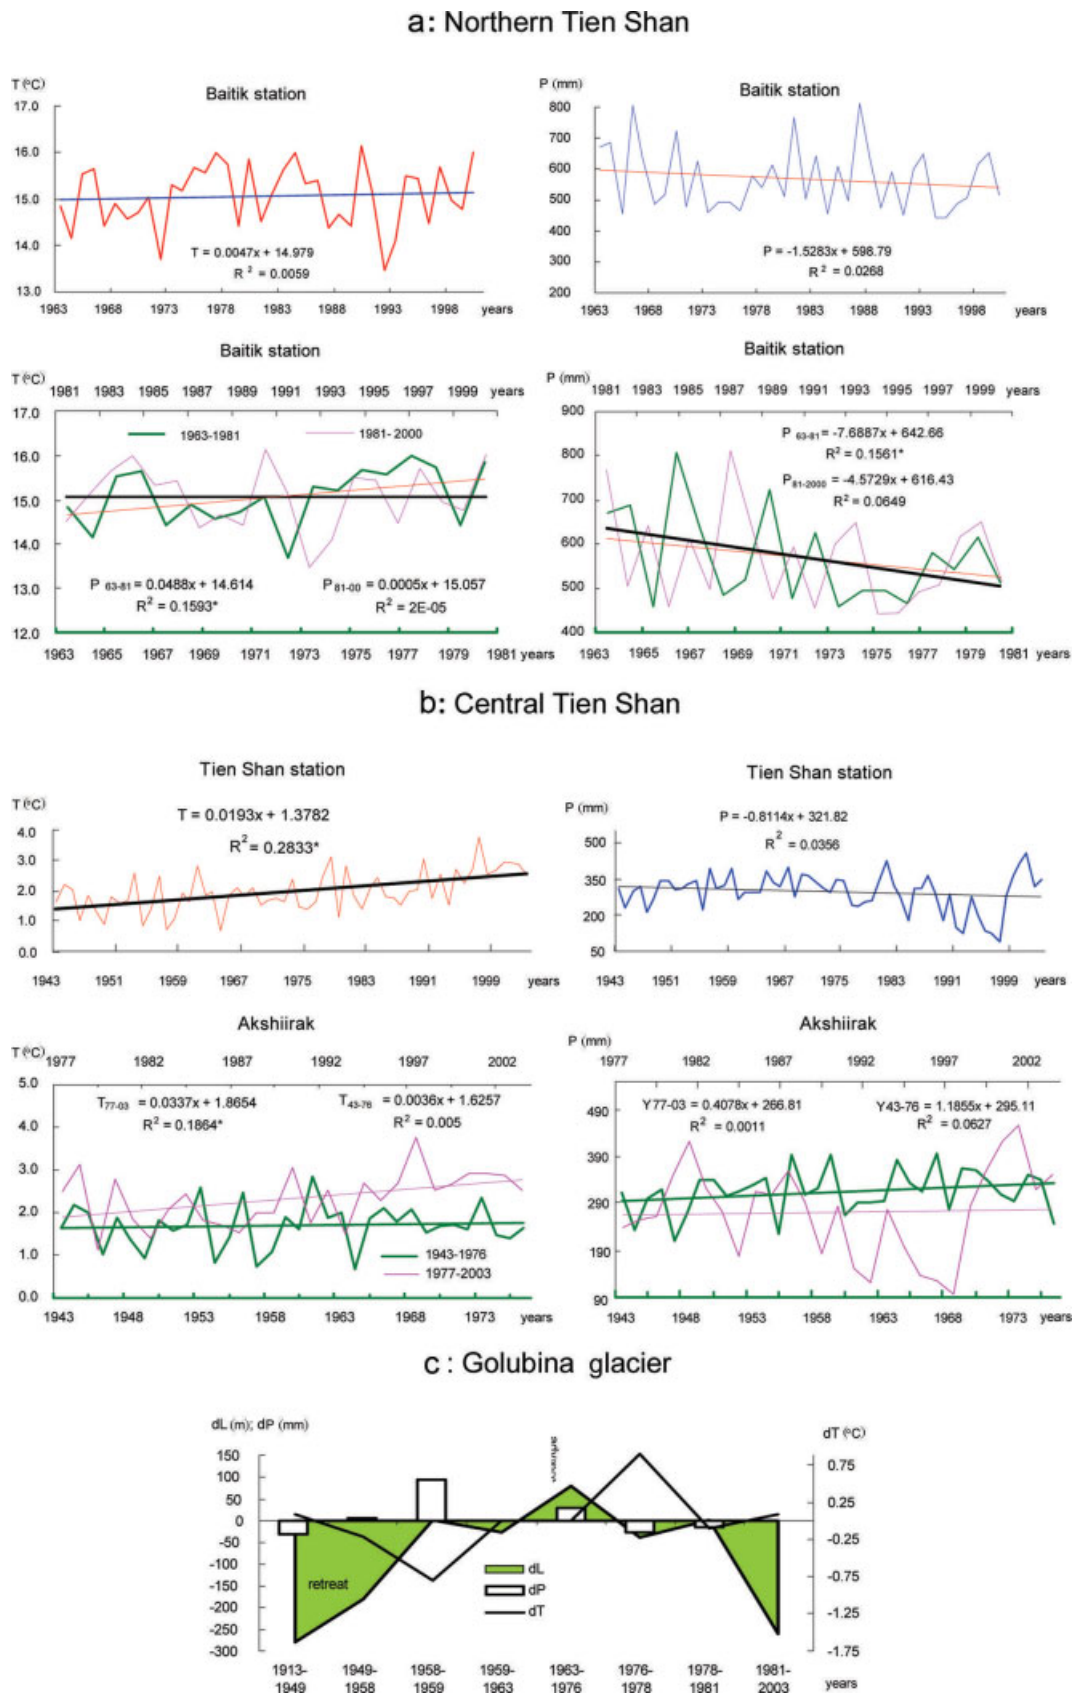 a: Northern Tien Shan
T (°C)
Baitik station
17.0
16.0
15.0
14.0
13.0
T = 0.0047x + 14.979
R 2 = 0.0059
1963 1968 1973 1978 1983 1988 1993 1998 years
P (mm)
Baitik station
800
700
600
500
400
300
200
P = -1.5283x + 598.79
R 2 = 0.0268
1963 1968 1973 1978 1983 1988 1993 1998 years
Baitik station
T (°C)
1981 1983 1985 1987 1989 1991 1993 1995 1997 1999 years
17.0
16.0
15.0
14.0
13.0
12.0
1963-1981
1981- 2000
P 63-81 = 0.0488x + 14.614
R2 = 0.1593*
P 81-00 = 0.0005x + 15.057
R2 = 2E-05
1963 1965 1967 1969 1971 1973 1975 1977 1979 1981 years
Baitik station
P (mm)
1981 1983 1985 1987 1989 1991 1993 1995 1997 1999 years
900
800
700
600
500
400
P 63-81 = -7.6887x + 642.66
R2 = 0.1561*
P 81-2000 = -4.5729x + 616.43
R2 = 0.0649
1963 1965 1967 1969 1971 1973 1975 1977 1979 1981 years
b: Central Tien Shan
Tien Shan station
T (°C)
4.0
3.0
2.0
1.0
0.0
T = 0.0193x + 1.3782
R2 = 0.2833*
1943 1951 1959 1967 1975 1983 1991 1999 years
Tien Shan station
P (mm)
500
350
200
50
P = -0.8114x + 321.82
R 2 = 0.0356
1943 1951 1959 1967 1975 1983 1991 1999 years
Akshiirak
T (°C)
1977 1982 1987 1992 1997 2002
5.0
4.0
3.0
2.0
1.0
0.0
T77-03 = 0.0337x + 1.8654
R2 = 0.1864*
T43-76 = 0.0036x + 1.6257
R2 = 0.005
1943-1976
1977-2003
1943 1948 1953 1958 1963 1968 1973 years
Akshiirak
P (mm)
1977 1982 1987 1992 1997 2002
490
390
290
190
90
Y77-03 = 0.4078x + 266.81
R 2 = 0.0011
Y43-76 = 1.1855x + 295.11
R 2 = 0.0627
1943 1948 1953 1958 1963 1968 1973 years
c : Golubina glacier
dL (m); dP (mm)
dT (°C)
150
100
50
0
-50
-100
-150
-200
-250
-300
0.75
0.25
-0.25
-0.75
-1.25
-1.75
retreat
dL
dP
dT
1913-1949 1949-1958 1958-1959 1959-1963 1963-1976 1976-1978 1978-1981 1981-2003 years